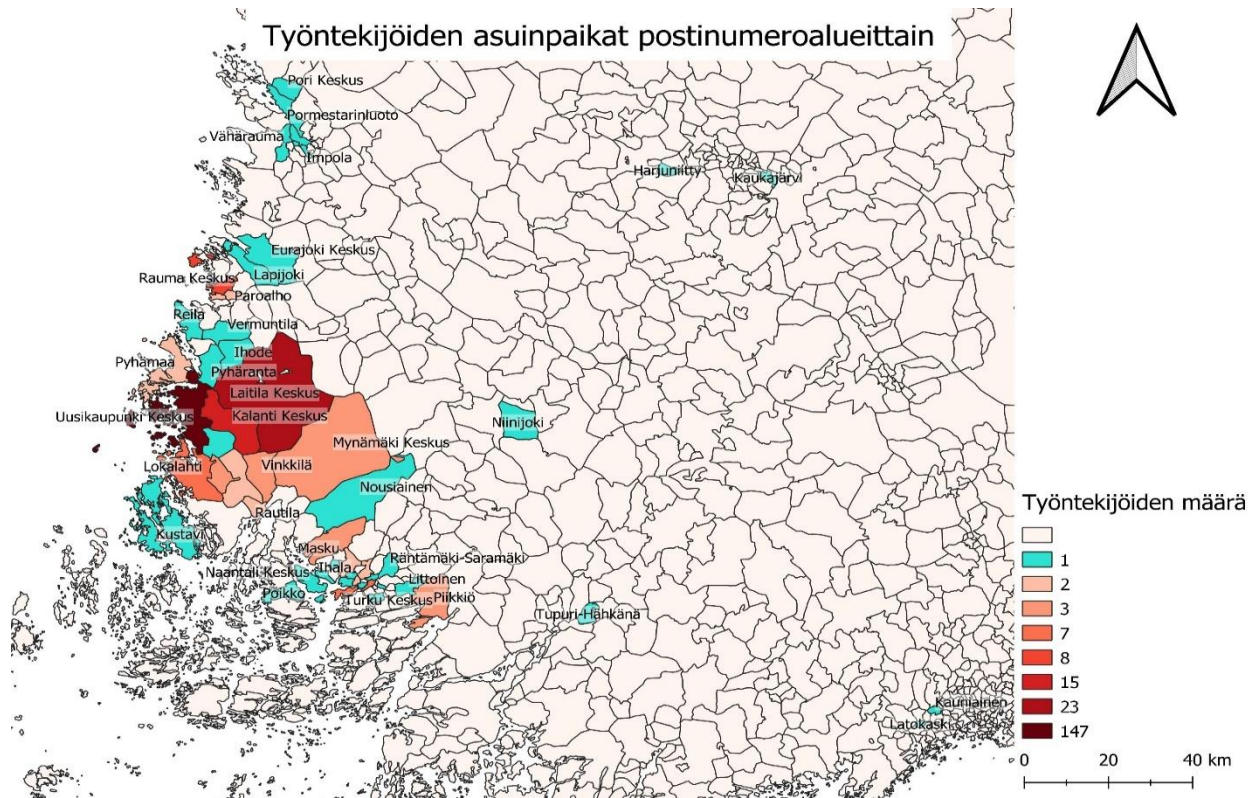 Työntekijöiden asuinpaikat postinumeroalueittain
Pori Keskus
Pormestarinluoto
Vähärauma
Impola
Harjuniitty
Kaukajärvi
Eurajoki Keskus
Lapijoki
Rauma Keskus
Paroalho
Reila
Vermuntila
Ihode
Pyhämaa
Pyhäranta
Laitila Keskus
Uusikaupunki Keskus
Kalanti Keskus
Niinijoki
Mynämäki Keskus
Lokalahti
Vinkkilä
Nousiainen
Rautila
Kustavi
Masku
Räntämäki-Saramäki
Naantali Keskus
Ihala
Littoinen
Poikko
Turku Keskus
Piikkiö
Tupuri-Hähkänä
Kauniainen
Latokaski
Työntekijöiden määrä
1
2
3
7
8
15
23
147
0 20 40 km